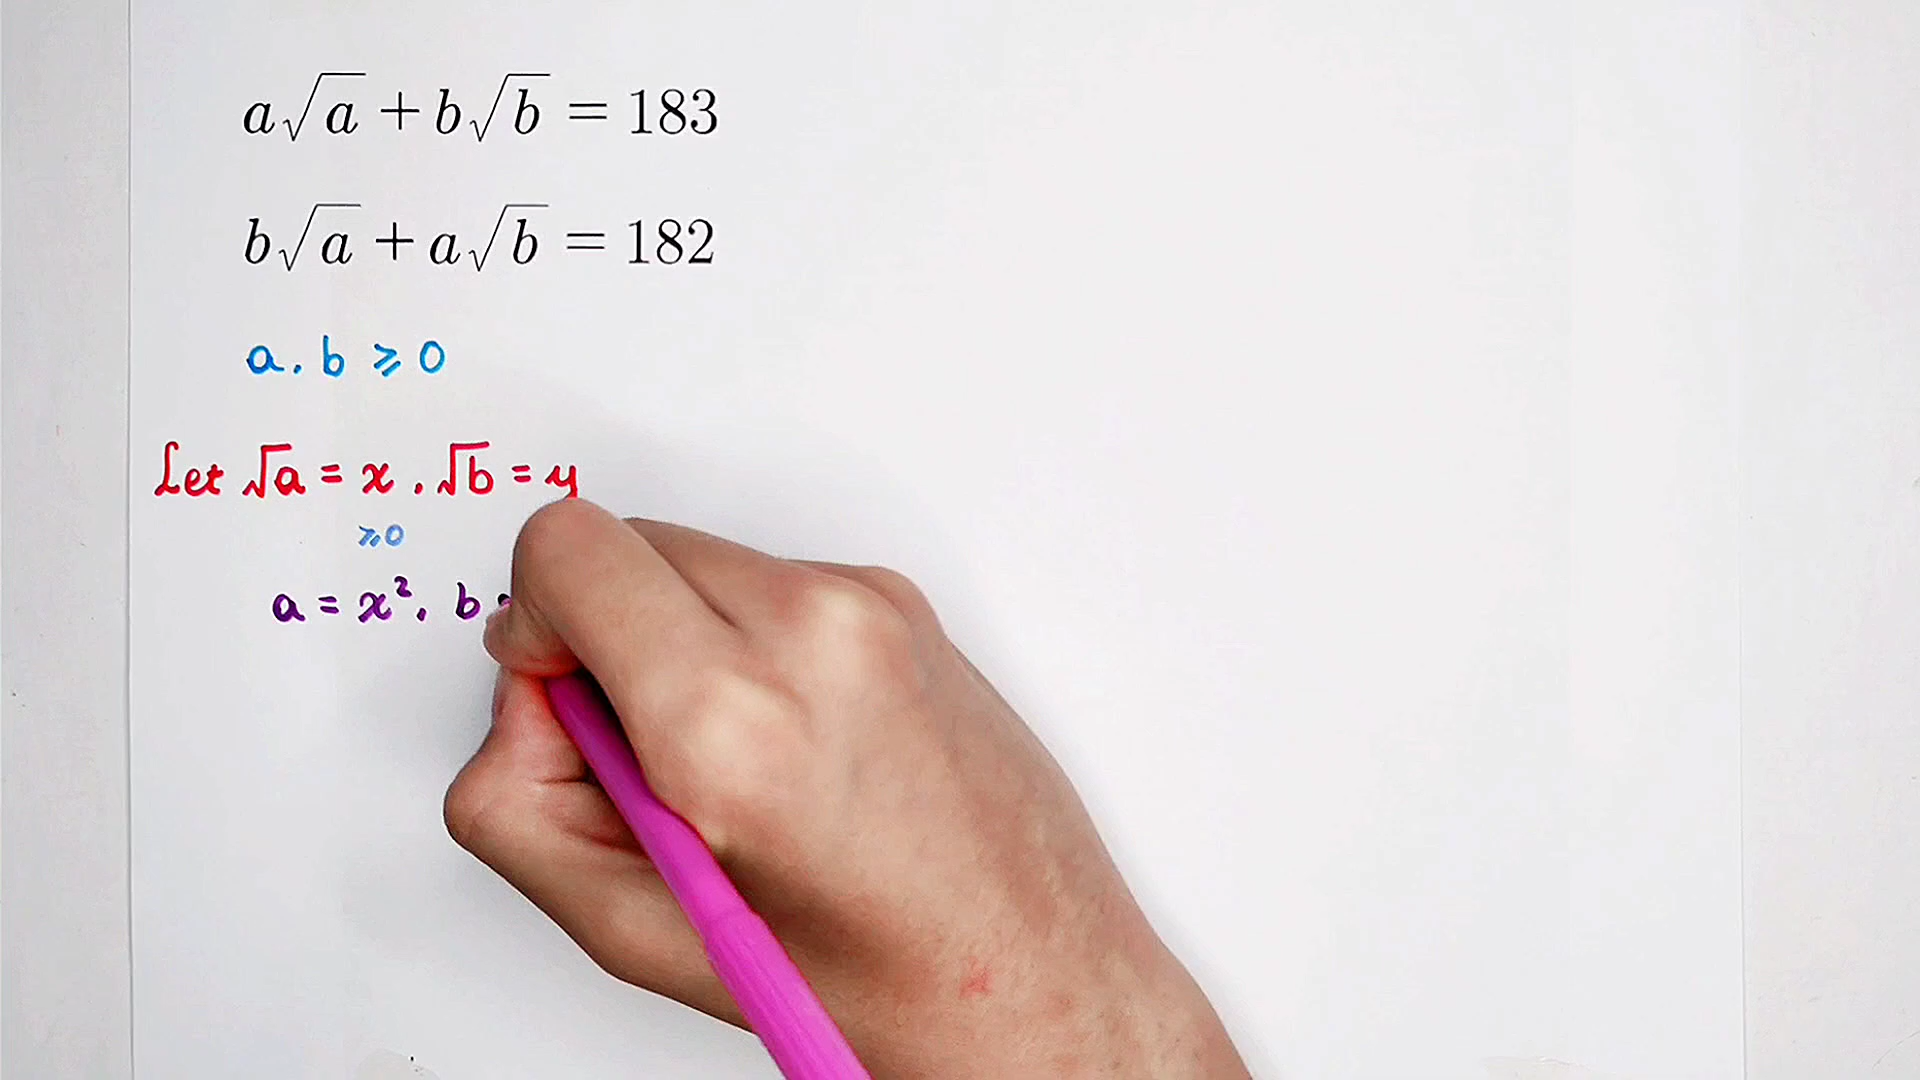 a√a + b√b = 183
b√a + a√b = 182
a, b ⩾ 0
Let √a = x, √b = y
⩾0
a = x², b